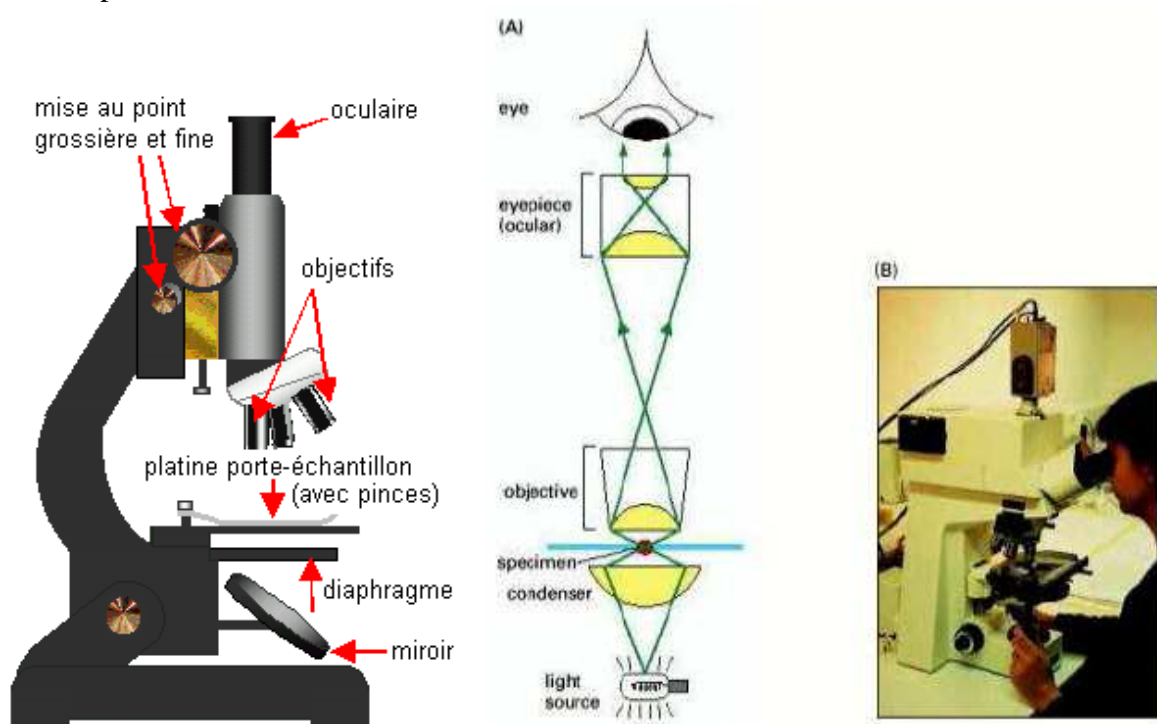 mise au point
grossière et fine
oculaire
objectifs
platine porte-échantillon
(avec pinces)
diaphragme
miroir
(A)
eye
eyepiece
(ocular)
objective
specimen
condenser
light
source
(B)